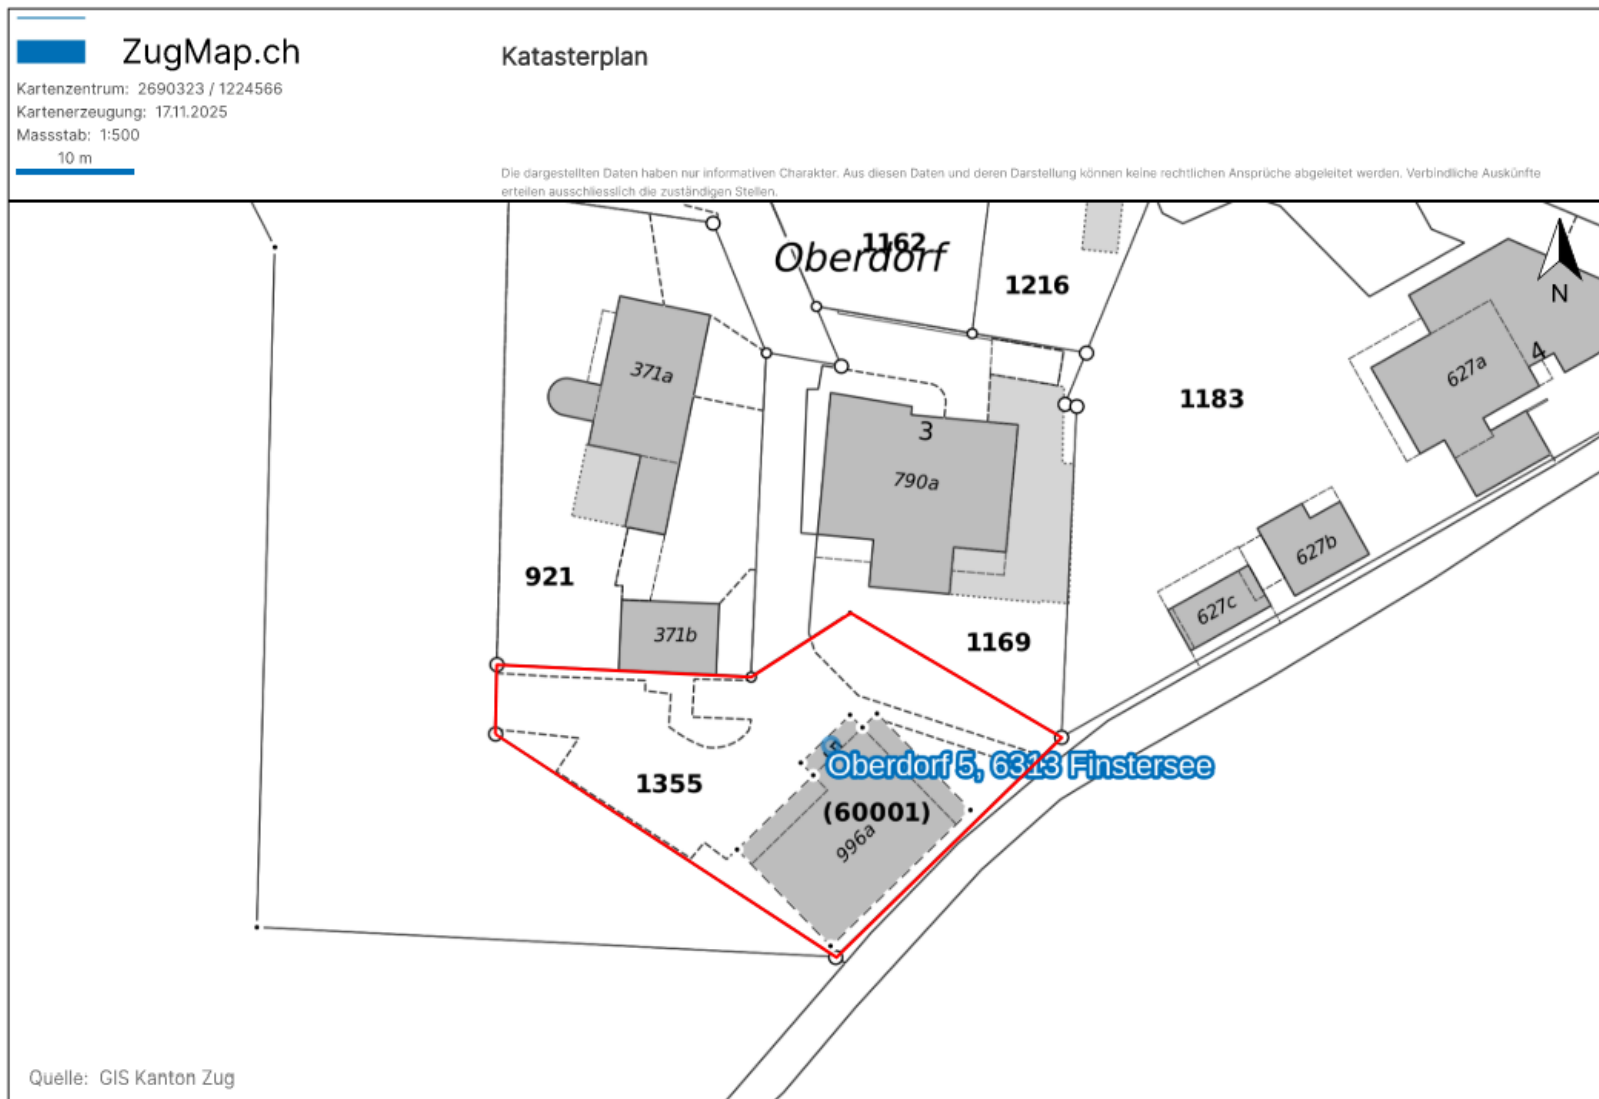 ZugMap.ch
Katasterplan
Kartenzentrum: 2690323 / 1224566
Kartenerzeugung: 17.11.2025
Massstab: 1:500
10 m
Die dargestellten Daten haben nur informativen Charakter. Aus diesen Daten und deren Darstellung können keine rechtlichen Ansprüche abgeleitet werden. Verbindliche Auskünfte
erteilen ausschliesslich die zuständigen Stellen.
1162
Oberdorf
1216
N
371a
4
627a
1183
3
790a
627b
921
627c
371b
1169
Oberdorf 5, 6313 Finstersee
1355
(60001)
996a
Quelle: GIS Kanton Zug